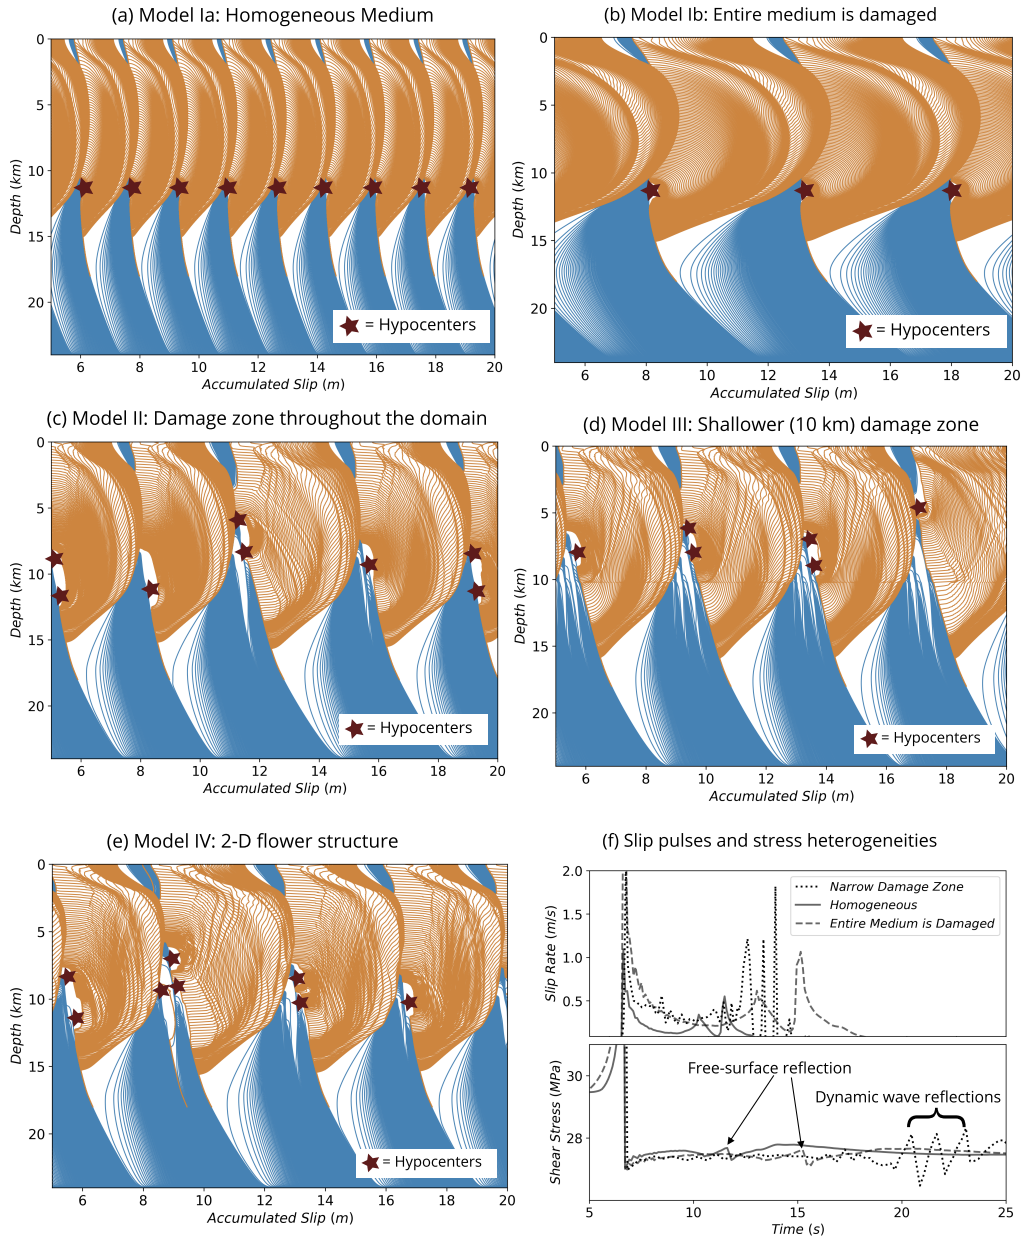 (a) Model Ia: Homogeneous Medium
0
5
10
15
20
Depth (km)
= Hypocenters
6 8 10 12 14 16 18 20
Accumulated Slip (m)
(b) Model Ib: Entire medium is damaged
0
5
10
15
20
Depth (km)
= Hypocenters
6 8 10 12 14 16 18 20
Accumulated Slip (m)
(c) Model II: Damage zone throughout the domain
0
5
10
15
20
Depth (km)
= Hypocenters
6 8 10 12 14 16 18 20
Accumulated Slip (m)
(d) Model III: Shallower (10 km) damage zone
0
5
10
15
20
Depth (km)
= Hypocenters
6 8 10 12 14 16 18 20
Accumulated Slip (m)
(e) Model IV: 2-D flower structure
0
5
10
15
20
Depth (km)
= Hypocenters
6 8 10 12 14 16 18 20
Accumulated Slip (m)
(f) Slip pulses and stress heterogeneities
2.0
1.5
1.0
0.5
Slip Rate (m/s)
Narrow Damage Zone
Homogeneous
Entire Medium is Damaged
30
28
Shear Stress (MPa)
Free-surface reflection
Dynamic wave reflections
5 10 15 20 25
Time (s)